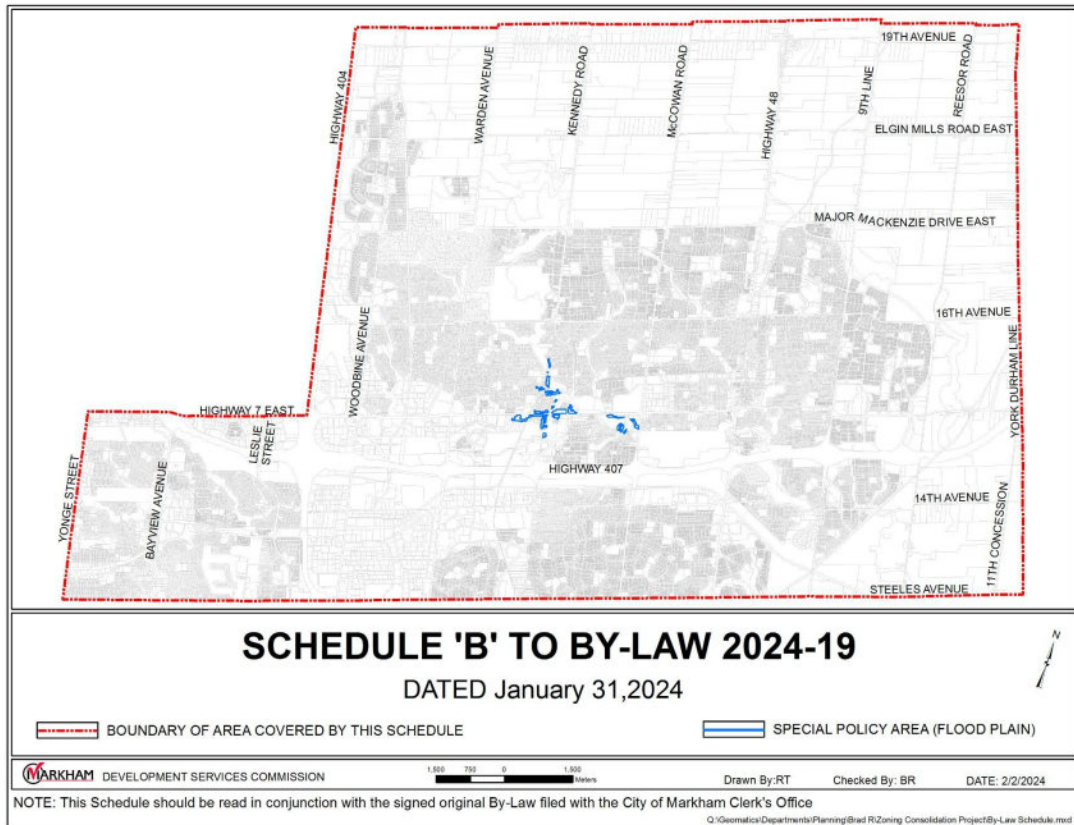 19TH AVENUE
HIGHWAY 404
WARDEN AVENUE
KENNEDY ROAD
McCOWAN ROAD
HIGHWAY 48
9TH LINE
REESOR ROAD
ELGIN MILLS ROAD EAST
MAJOR MACKENZIE DRIVE EAST
16TH AVENUE
WOODBINE AVENUE
YORK DURHAM LINE
HIGHWAY 7 EAST
LESLIE
STREET
HIGHWAY 407
YONGE STREET
BAYVIEW AVENUE
14TH AVENUE
11TH CONCESSION
STEELES AVENUE
SCHEDULE 'B' TO BY-LAW 2024-19
DATED January 31,2024
N
BOUNDARY OF AREA COVERED BY THIS SCHEDULE
SPECIAL POLICY AREA (FLOOD PLAIN)
MARKHAM DEVELOPMENT SERVICES COMMISSION
1,500 750 0 1,500
Meters
Drawn By:RT Checked By: BR DATE: 2/2/2024
NOTE: This Schedule should be read in conjunction with the signed original By-Law filed with the City of Markham Clerk's Office
Q:\Geomatics\Departments\Planning\Brad R\Zoning Consolidation Project\By-Law Schedule.mxd